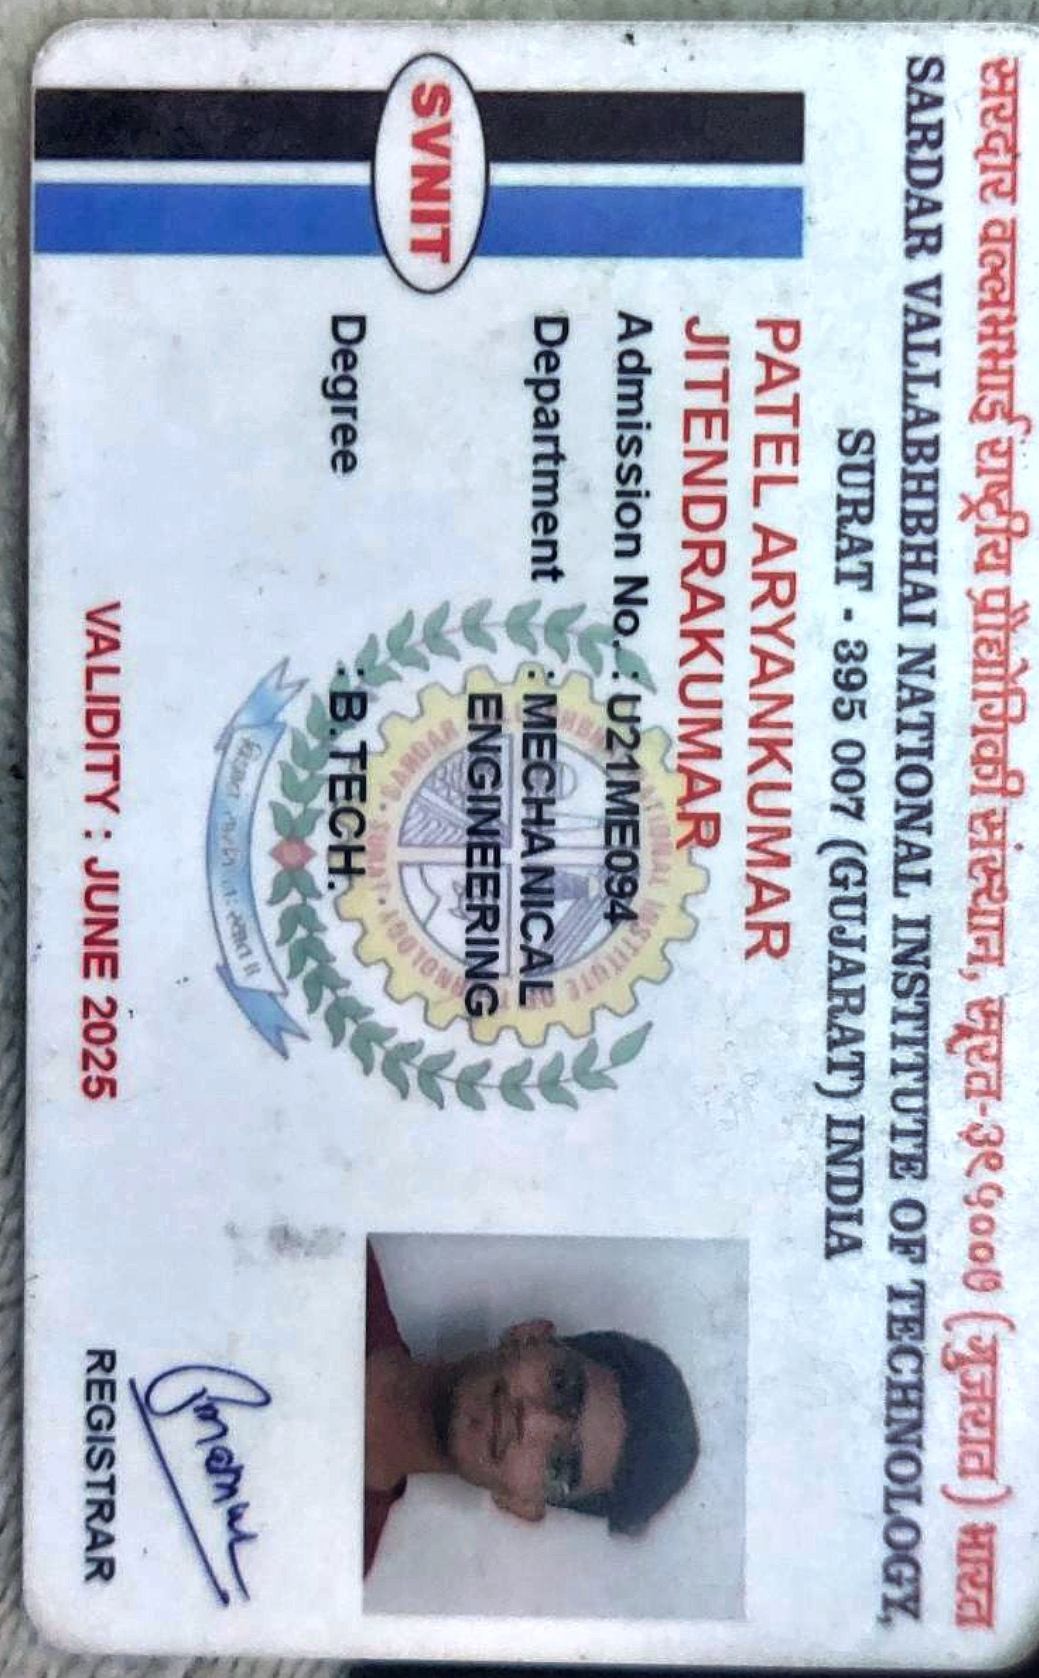 सरदार वल्लभभाई राष्ट्रीय प्रौद्योगिकी संस्थान, सूरत-३९५००७ (गुजरात) भारत
SARDAR VALLABHBHAI NATIONAL INSTITUTE OF TECHNOLOGY,
SURAT - 395 007 (GUJARAT) INDIA
SVNIT
PATEL ARYANKUMAR
JITENDRAKUMAR
Admission No. : U21ME094
Department : MECHANICAL
ENGINEERING
Degree : B.TECH.
VALIDITY : JUNE 2025
REGISTRAR